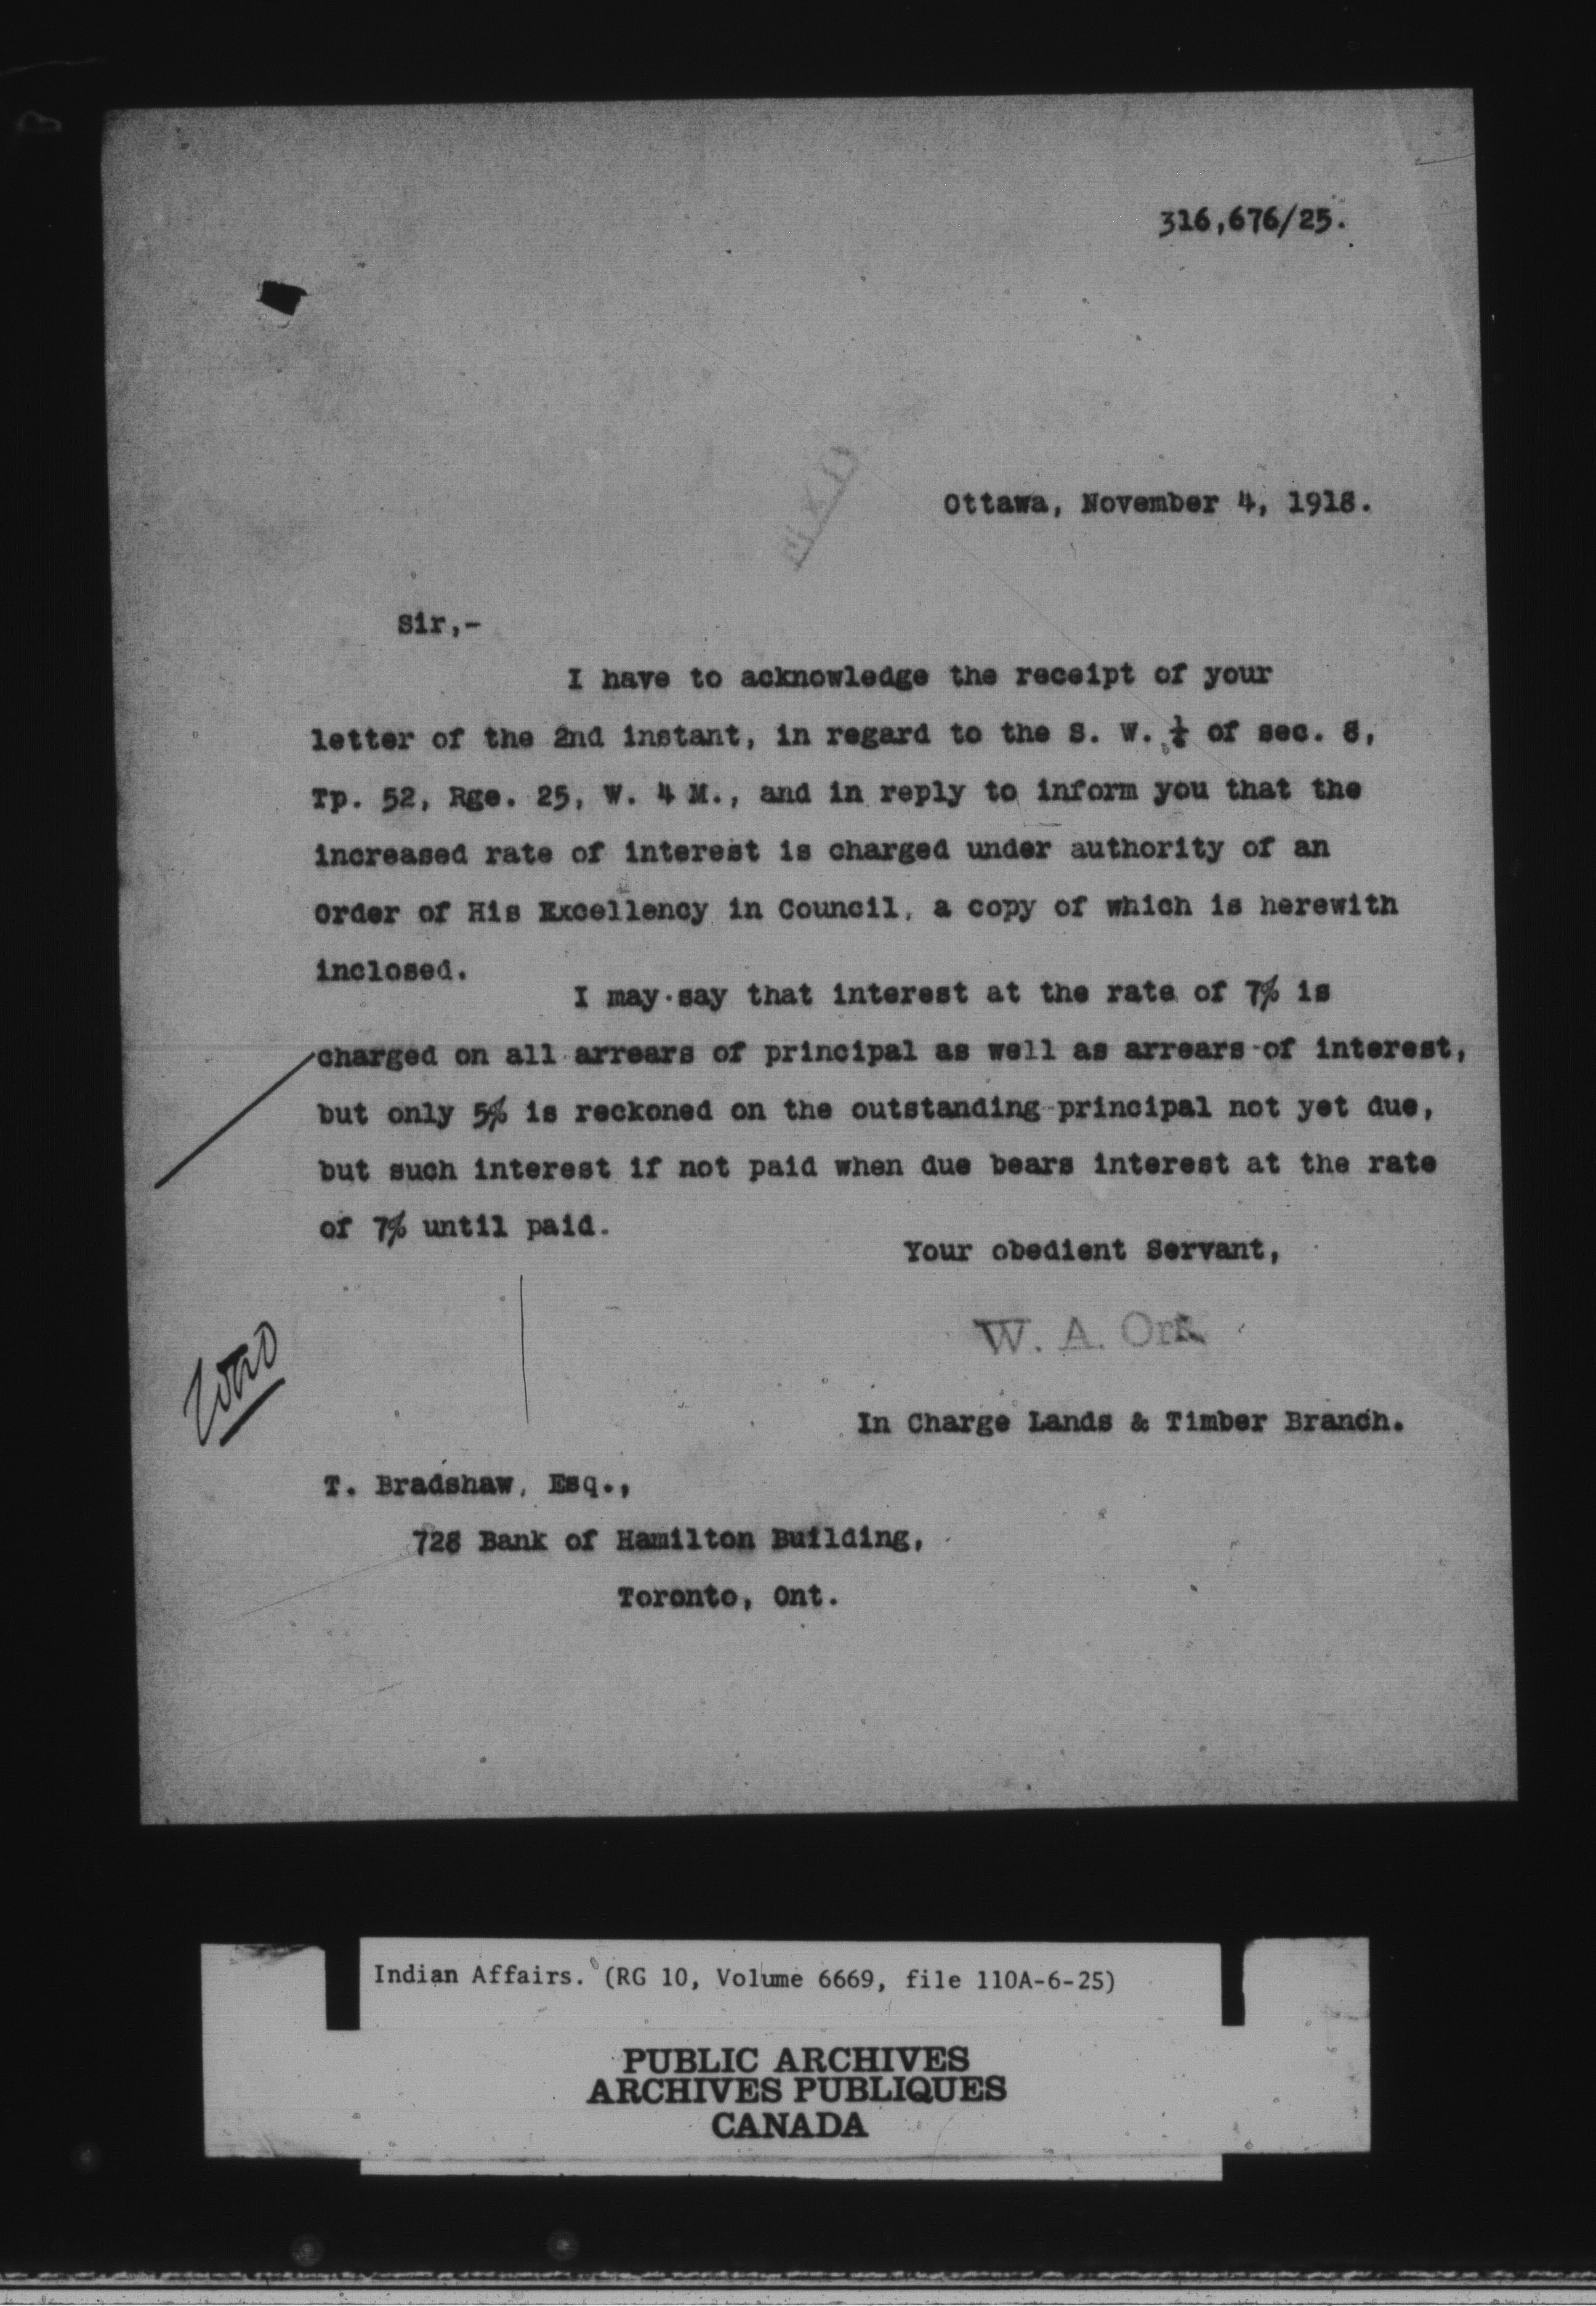 316,676/25.
Ottawa, November 4, 1918.
Sir,-
I have to acknowledge the receipt of your
letter of the 2nd instant, in regard to the S. W. ¼ of sec. 8,
Tp. 52, Rge. 25, W. 4 M., and in reply to inform you that the
increased rate of interest is charged under authority of an
Order of His Excellency in Council, a copy of which is herewith
inclosed.
I may say that interest at the rate of 7% is
charged on all arrears of principal as well as arrears of interest,
but only 5% is reckoned on the outstanding principal not yet due,
but such interest if not paid when due bears interest at the rate
of 7% until paid.
Your obedient Servant,
W. A. Orr
In Charge Lands & Timber Branch.
T. Bradshaw, Esq.,
728 Bank of Hamilton Building,
Toronto, Ont.
Indian Affairs. (RG 10, Volume 6669, file 110A-6-25)
PUBLIC ARCHIVES
ARCHIVES PUBLIQUES
CANADA